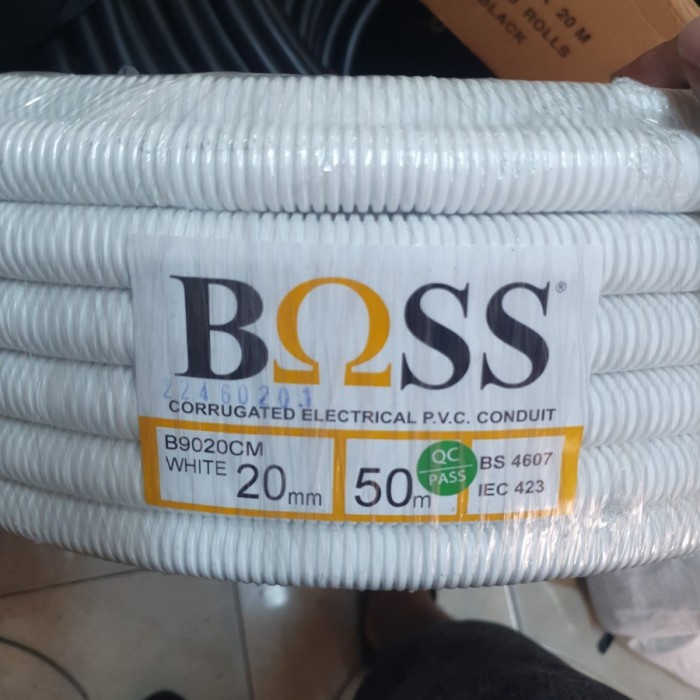 20 M
ROLLS
BLACK
BΩSS®
2246020.1
CORRUGATED ELECTRICAL P.V.C. CONDUIT
B9020CM
WHITE 20mm
50m
QC
PASS
BS 4607
IEC 423